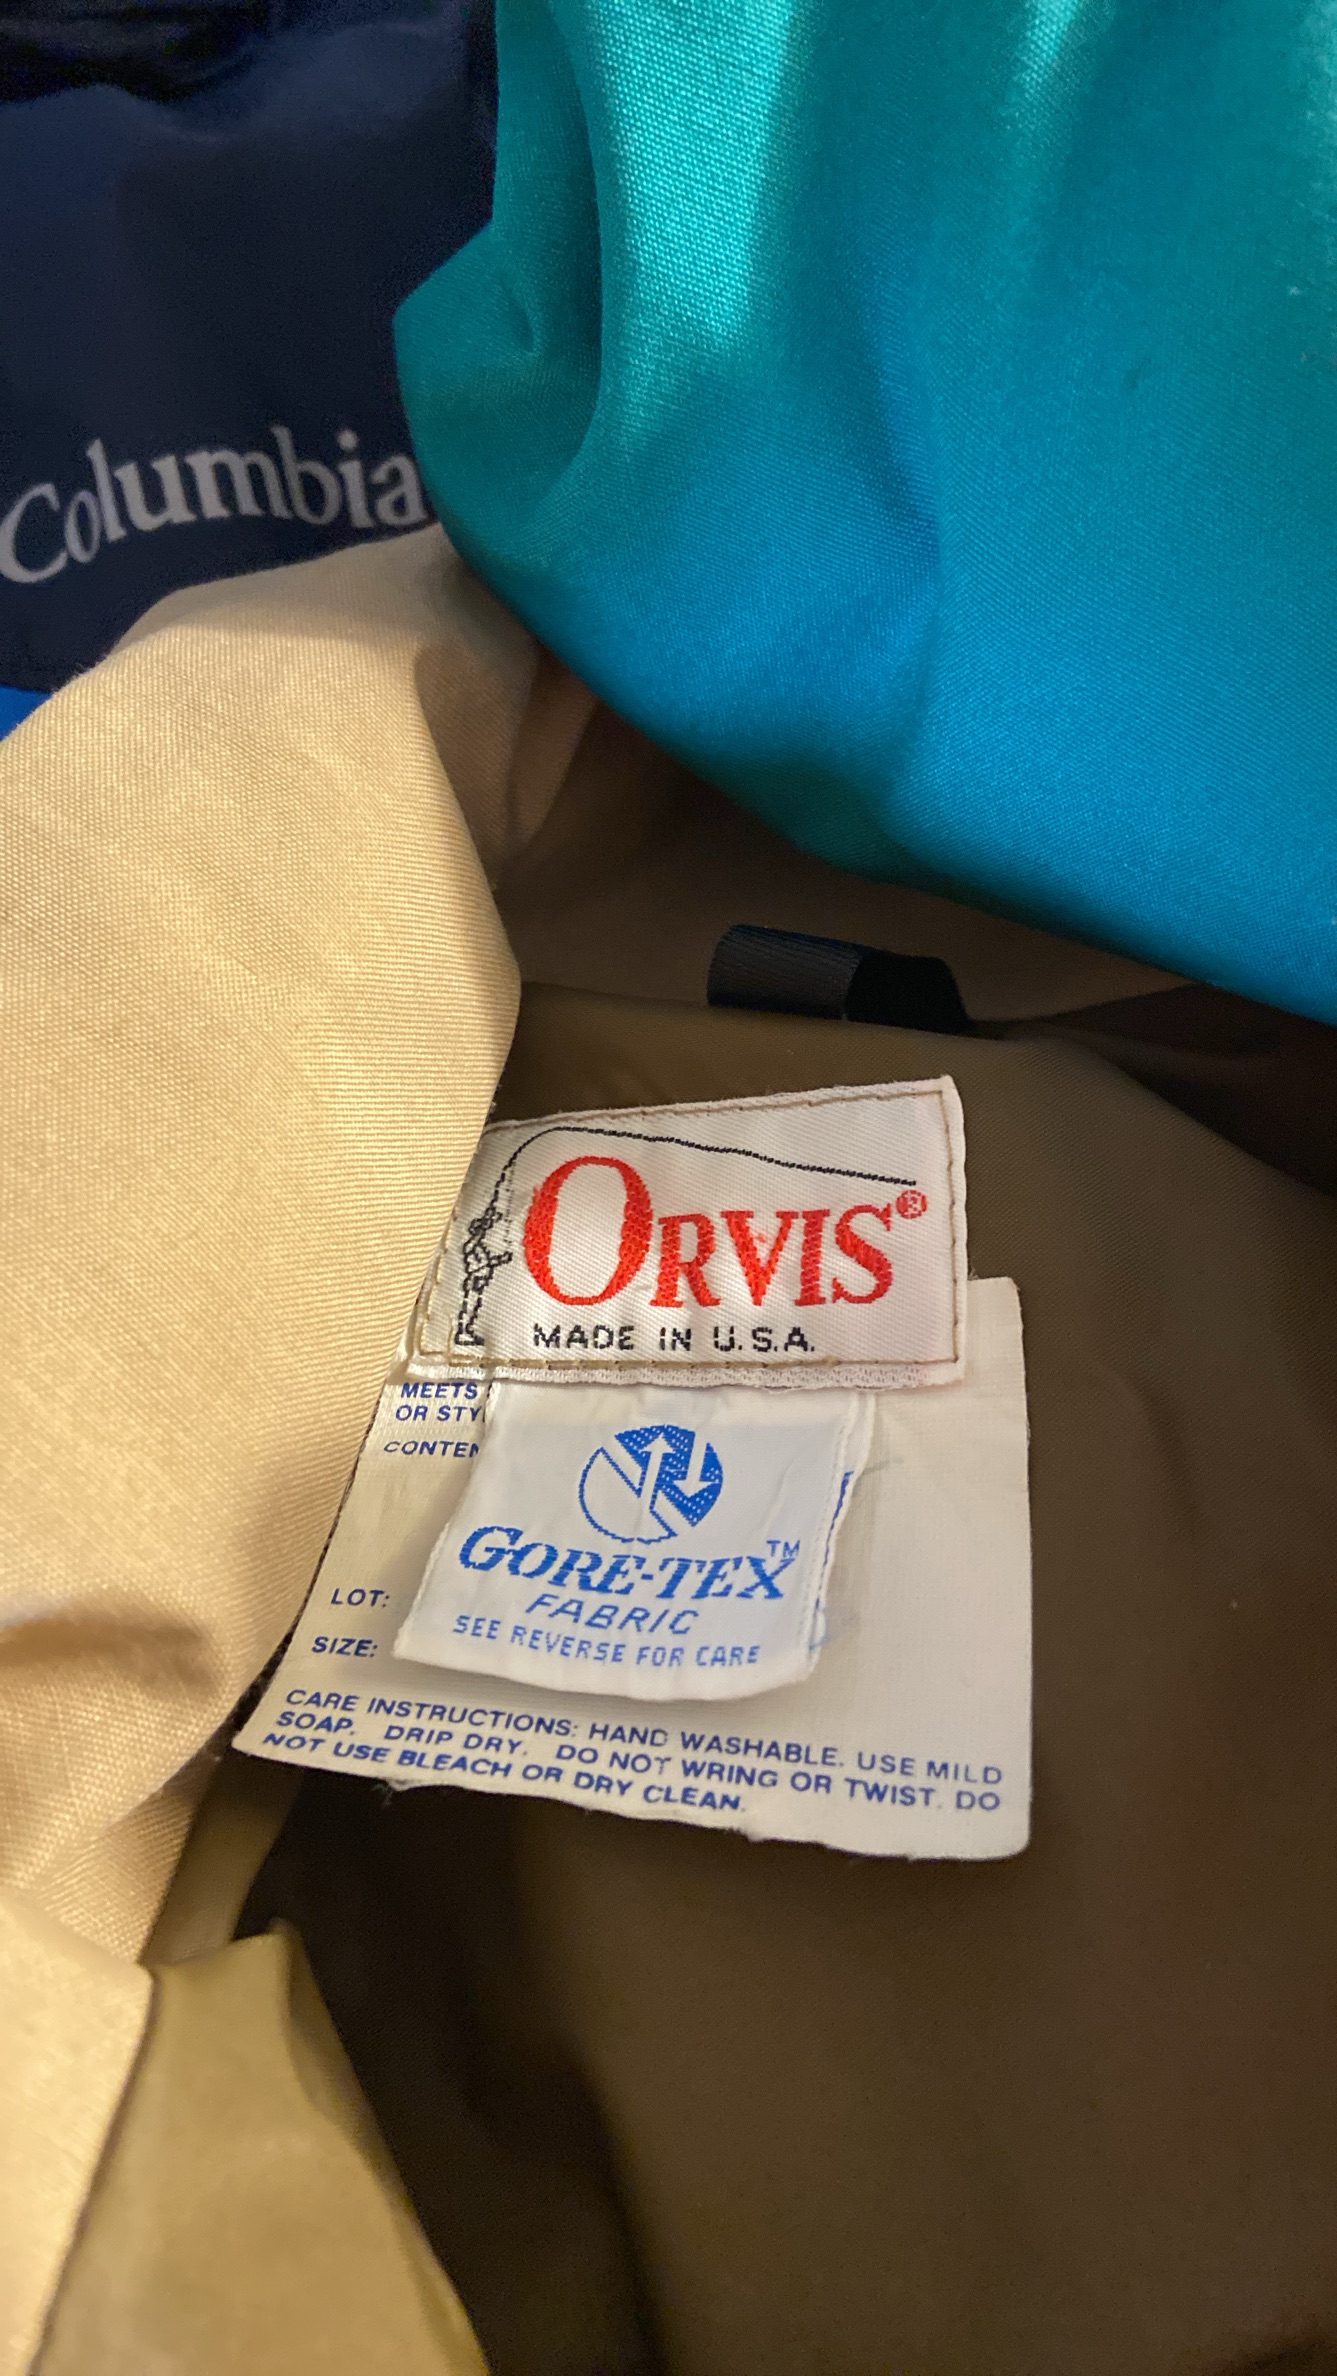 Columbia
ORVIS®
MADE IN U.S.A.
MEETS
OR STY
CONTEN
GORE-TEX™
FABRIC
SEE REVERSE FOR CARE
LOT:
SIZE:
CARE INSTRUCTIONS: HAND WASHABLE. USE MILD
SOAP. DRIP DRY. DO NOT WRING OR TWIST. DO
NOT USE BLEACH OR DRY CLEAN.